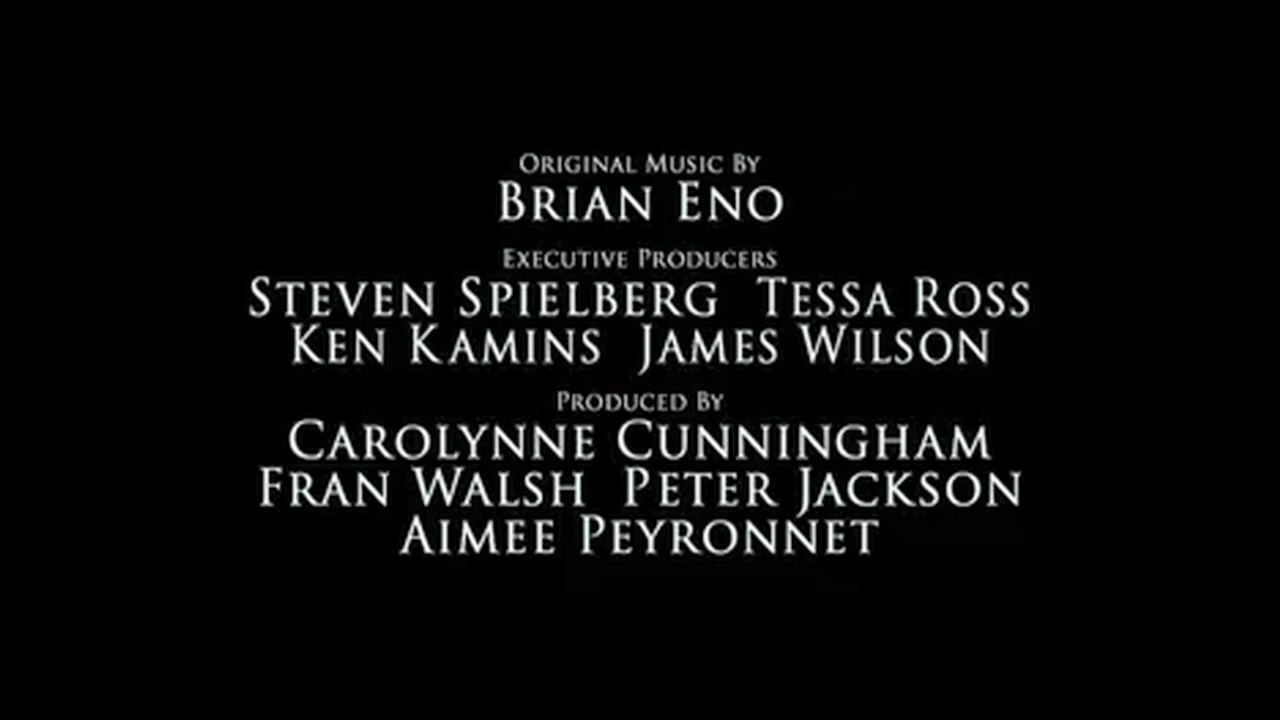 Original Music By
Brian Eno
Executive Producers
Steven Spielberg Tessa Ross
Ken Kamins James Wilson
Produced By
Carolynne Cunningham
Fran Walsh Peter Jackson
Aimee Peyronnet